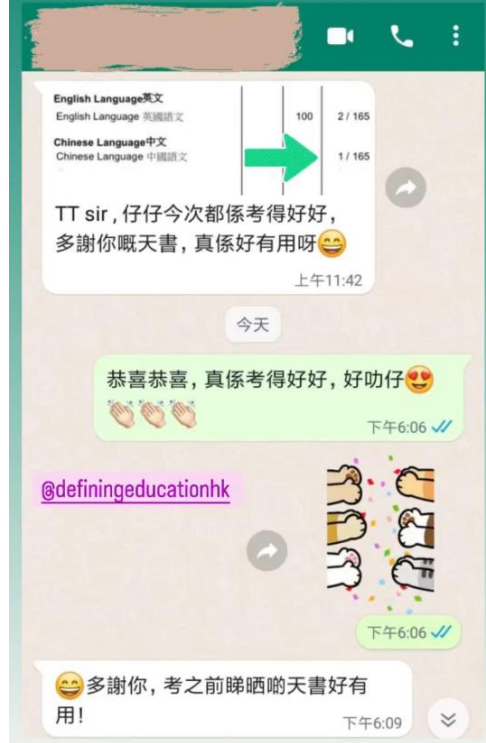 English Language英文
English Language 英國語文 100 2 / 165
Chinese Language中文
Chinese Language 中國語文 1 / 165
TT sir , 仔仔今次都係考得好好，
多謝你嘅天書，真係好有用呀😄
上午11:42
今天
恭喜恭喜，真係考得好好，好叻仔😍
👏🏻👏🏻👏🏻
下午6:06
@definingeducationhk
下午6:06
😄多謝你，考之前睇晒啲天書好有
用！
下午6:09